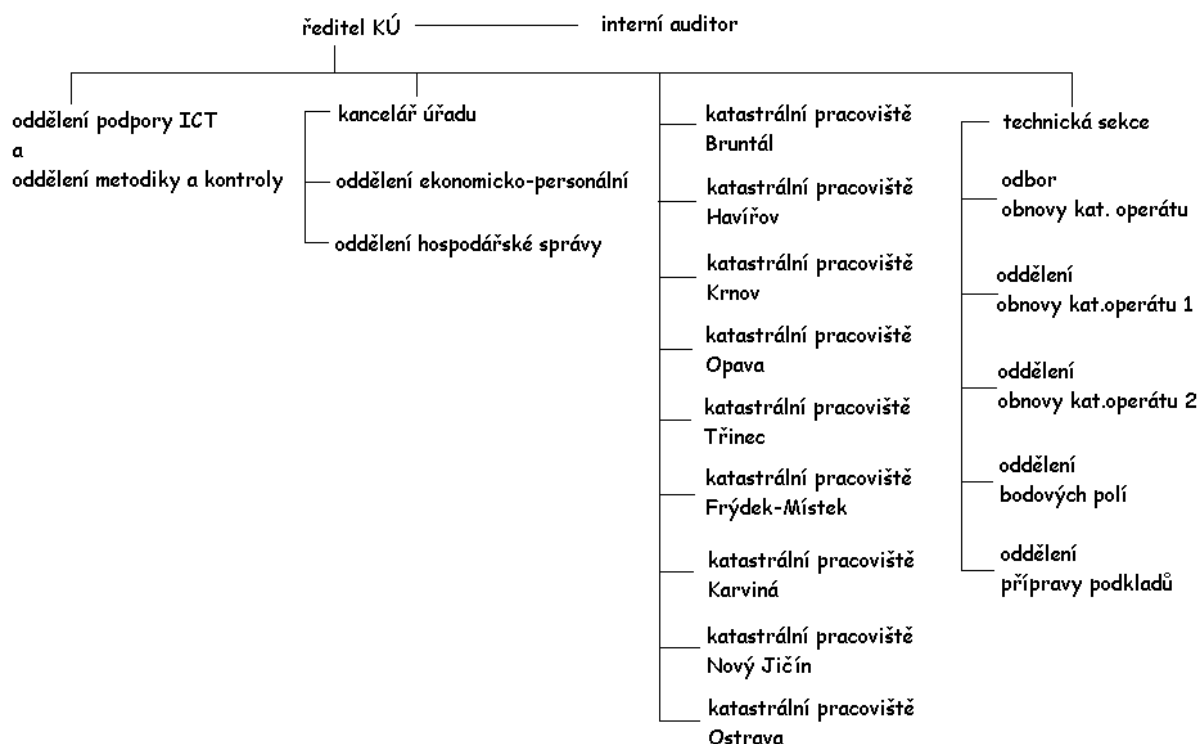 ředitel KÚ
interní auditor
oddělení podpory ICT
a
oddělení metodiky a kontroly
kancelář úřadu
oddělení ekonomicko-personální
oddělení hospodářské správy
katastrální pracoviště
Bruntál
katastrální pracoviště
Havířov
katastrální pracoviště
Krnov
katastrální pracoviště
Opava
katastrální pracoviště
Třinec
katastrální pracoviště
Frýdek-Místek
katastrální pracoviště
Karviná
katastrální pracoviště
Nový Jičín
katastrální pracoviště
Ostrava
technická sekce
odbor
obnovy kat. operátu
oddělení
obnovy kat.operátu 1
oddělení
obnovy kat.operátu 2
oddělení
bodových polí
oddělení
přípravy podkladů